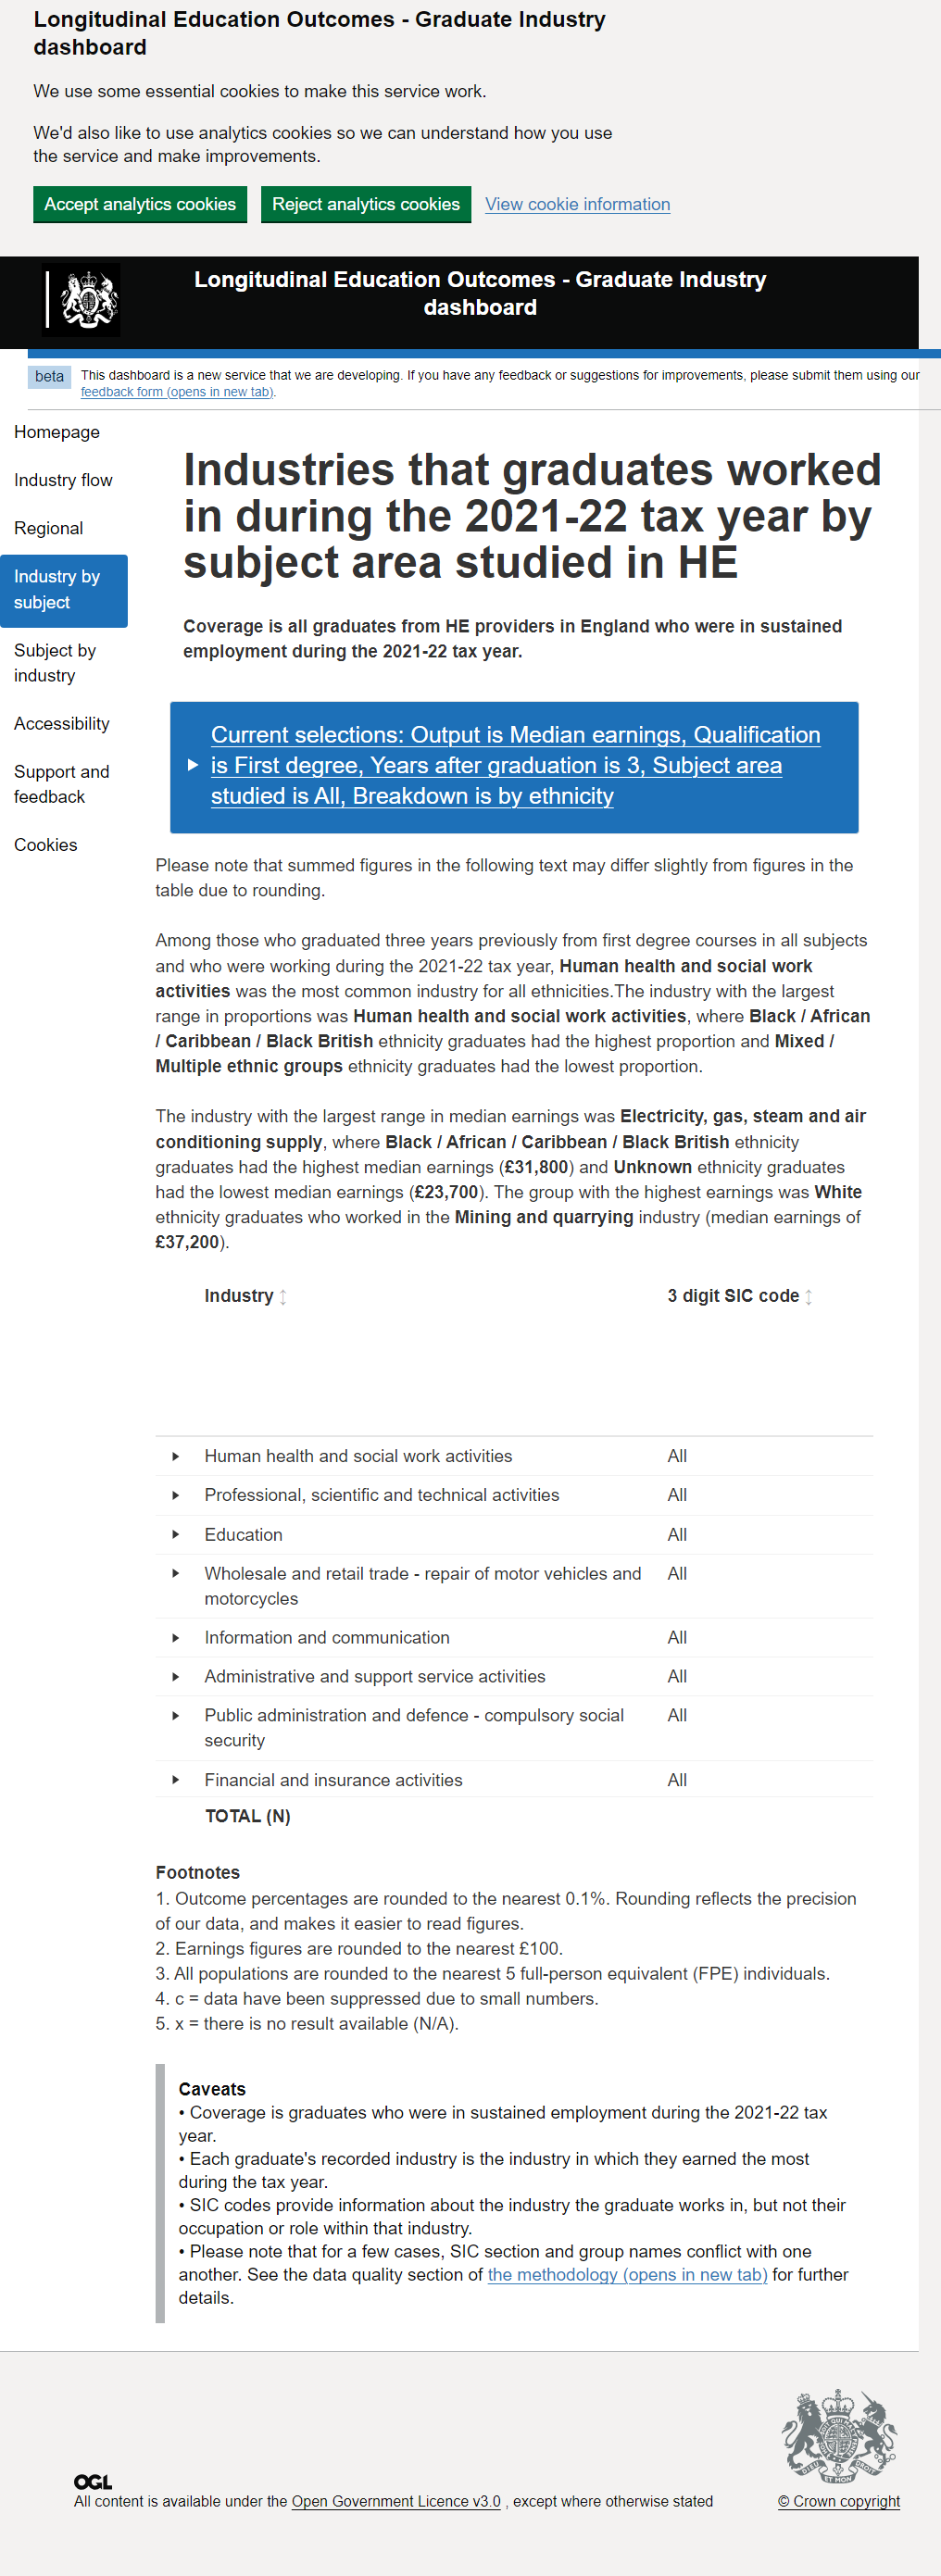 Longitudinal Education Outcomes - Graduate Industry
dashboard
We use some essential cookies to make this service work.
We'd also like to use analytics cookies so we can understand how you use
the service and make improvements.
Accept analytics cookies
Reject analytics cookies
View cookie information
Longitudinal Education Outcomes - Graduate Industry
dashboard
beta
This dashboard is a new service that we are developing. If you have any feedback or suggestions for improvements, please submit them using our
feedback form (opens in new tab).
Homepage
Industry flow
Regional
Industry by
subject
Subject by
industry
Accessibility
Support and
feedback
Cookies
Industries that graduates worked
in during the 2021-22 tax year by
subject area studied in HE
Coverage is all graduates from HE providers in England who were in sustained
employment during the 2021-22 tax year.
Current selections: Output is Median earnings, Qualification
is First degree, Years after graduation is 3, Subject area
studied is All, Breakdown is by ethnicity
Please note that summed figures in the following text may differ slightly from figures in the
table due to rounding.
Among those who graduated three years previously from first degree courses in all subjects
and who were working during the 2021-22 tax year, Human health and social work
activities was the most common industry for all ethnicities.The industry with the largest
range in proportions was Human health and social work activities, where Black / African
/ Caribbean / Black British ethnicity graduates had the highest proportion and Mixed /
Multiple ethnic groups ethnicity graduates had the lowest proportion.
The industry with the largest range in median earnings was Electricity, gas, steam and air
conditioning supply, where Black / African / Caribbean / Black British ethnicity
graduates had the highest median earnings (£31,800) and Unknown ethnicity graduates
had the lowest median earnings (£23,700). The group with the highest earnings was White
ethnicity graduates who worked in the Mining and quarrying industry (median earnings of
£37,200).
Industry 3 digit SIC code
Human health and social work activities All
Professional, scientific and technical activities All
Education All
Wholesale and retail trade - repair of motor vehicles and All
motorcycles
Information and communication All
Administrative and support service activities All
Public administration and defence - compulsory social All
security
Financial and insurance activities All
TOTAL (N)
Footnotes
1. Outcome percentages are rounded to the nearest 0.1%. Rounding reflects the precision
of our data, and makes it easier to read figures.
2. Earnings figures are rounded to the nearest £100.
3. All populations are rounded to the nearest 5 full-person equivalent (FPE) individuals.
4. c = data have been suppressed due to small numbers.
5. x = there is no result available (N/A).
Caveats
• Coverage is graduates who were in sustained employment during the 2021-22 tax
year.
• Each graduate's recorded industry is the industry in which they earned the most
during the tax year.
• SIC codes provide information about the industry the graduate works in, but not their
occupation or role within that industry.
• Please note that for a few cases, SIC section and group names conflict with one
another. See the data quality section of the methodology (opens in new tab) for further
details.
OGL
All content is available under the Open Government Licence v3.0 , except where otherwise stated
© Crown copyright